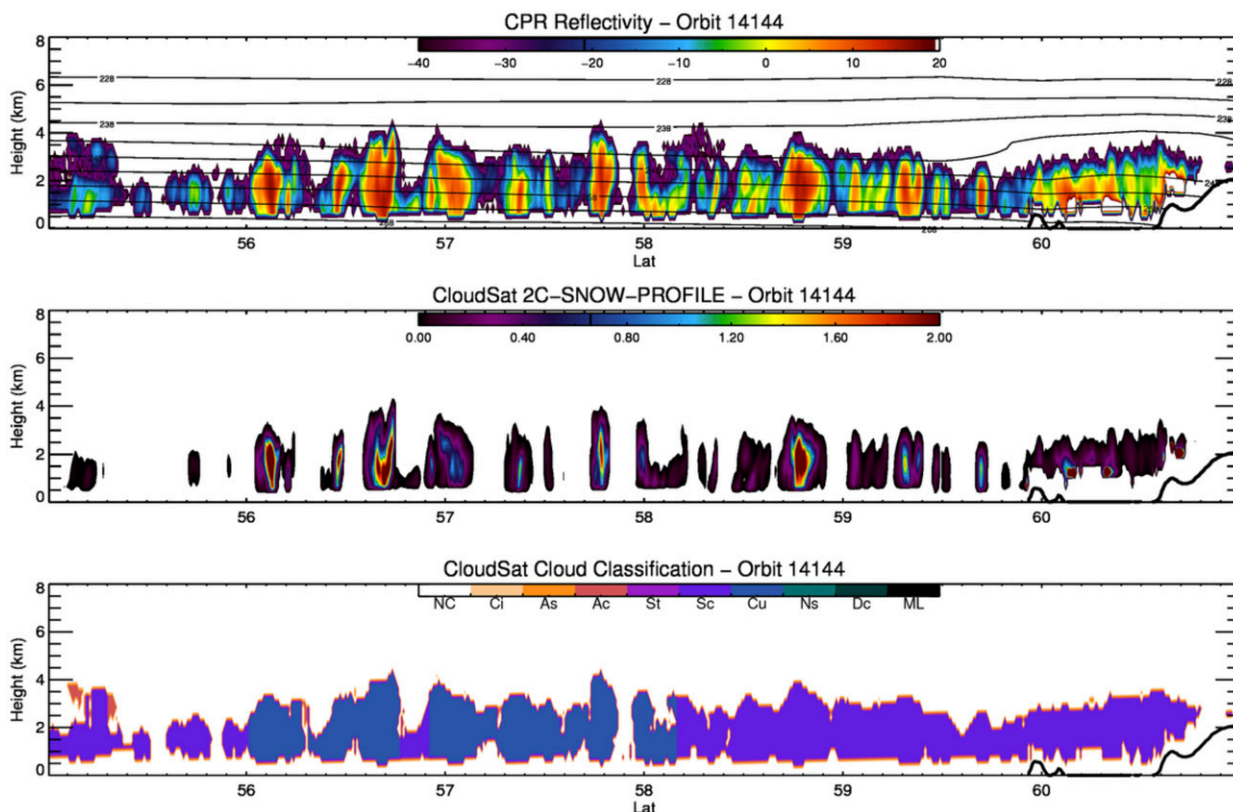 CPR Reflectivity – Orbit 14144
8
6
4
2
0
Height (km)
−40 −30 −20 −10 0 10 20
228 228 228
238 238 238
268 268
56 57 58 59 60
Lat
CloudSat 2C−SNOW−PROFILE – Orbit 14144
8
6
4
2
0
Height (km)
0.00 0.40 0.80 1.20 1.60 2.00
56 57 58 59 60
Lat
CloudSat Cloud Classification – Orbit 14144
8
6
4
2
0
Height (km)
NC Ci As Ac St Sc Cu Ns Dc ML
56 57 58 59 60
Lat